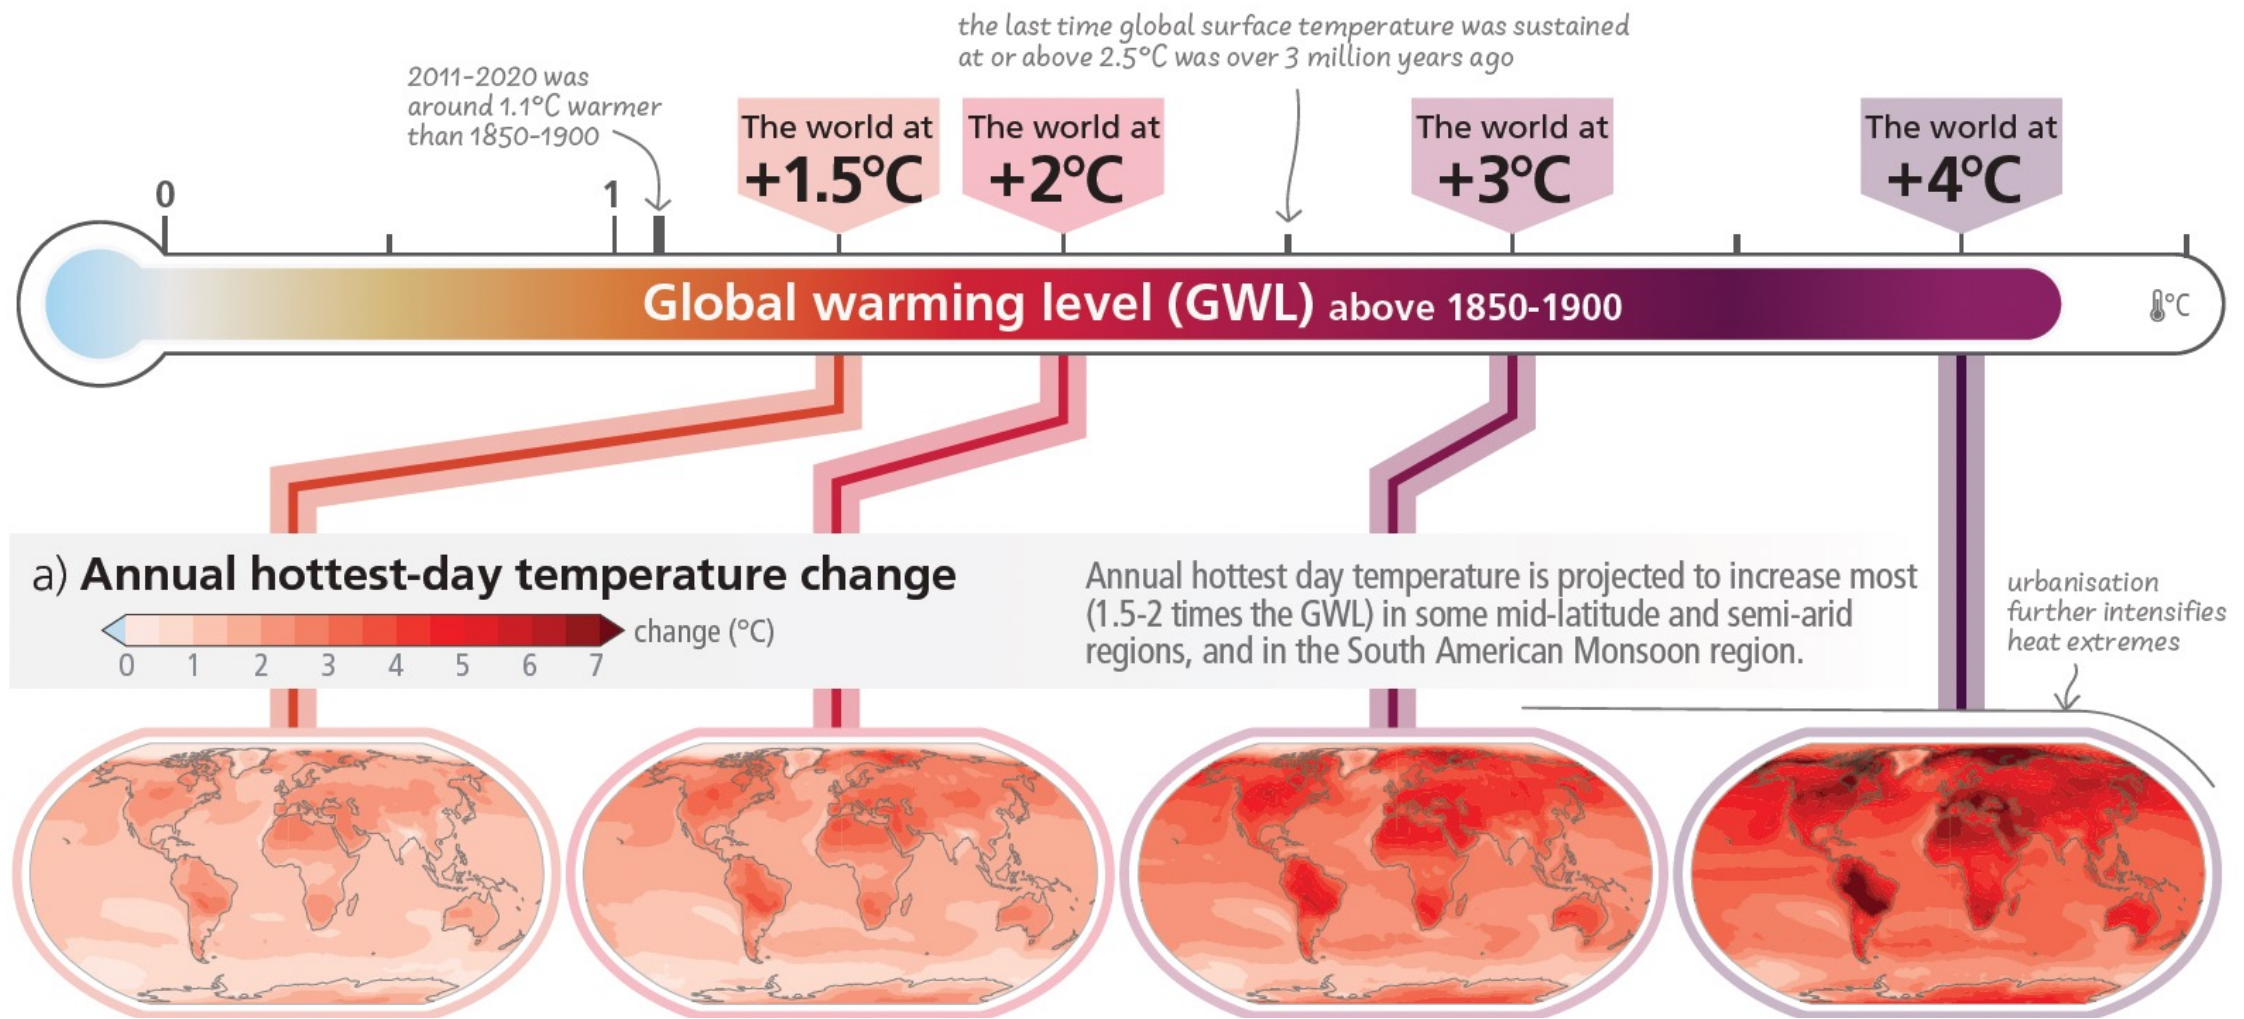 the last time global surface temperature was sustained
at or above 2.5°C was over 3 million years ago
2011-2020 was
around 1.1°C warmer
than 1850-1900
The world at
+1.5°C
The world at
+2°C
The world at
+3°C
The world at
+4°C
0
1
Global warming level (GWL) above 1850-1900
°C
a) Annual hottest-day temperature change
change (°C)
0 1 2 3 4 5 6 7
Annual hottest day temperature is projected to increase most
(1.5-2 times the GWL) in some mid-latitude and semi-arid
regions, and in the South American Monsoon region.
urbanisation
further intensifies
heat extremes